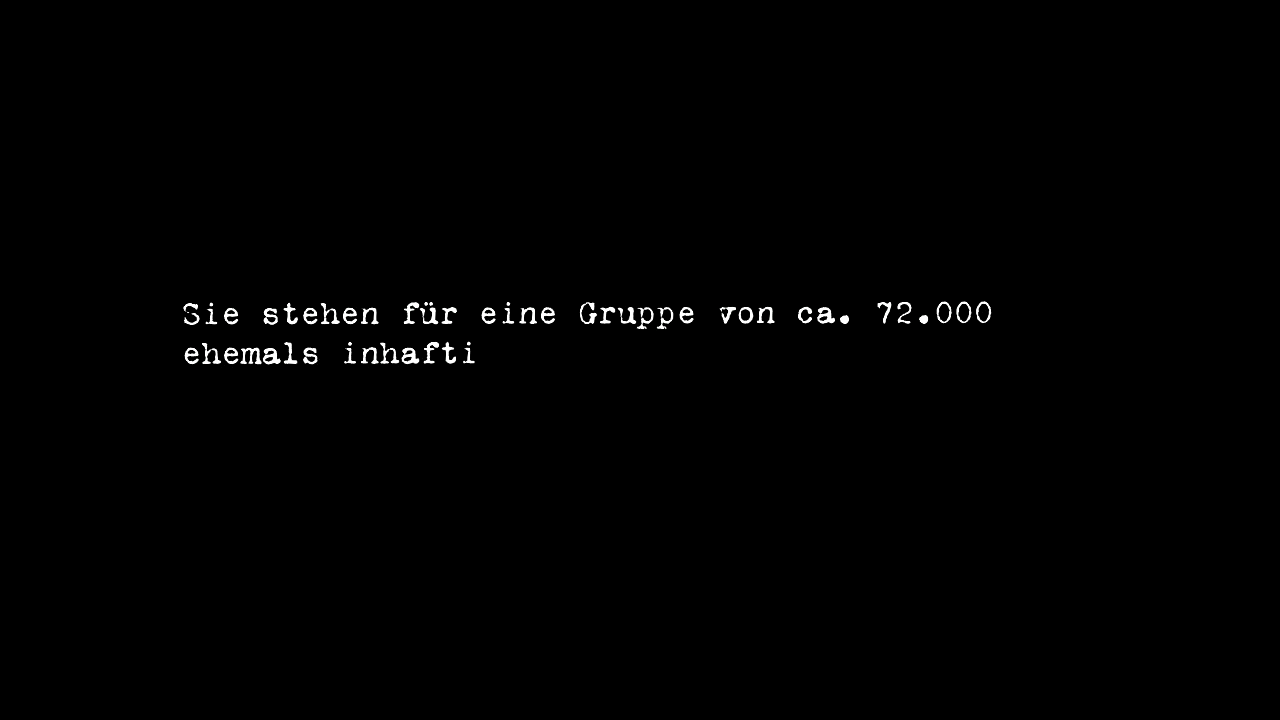 Sie stehen für eine Gruppe von ca. 72.000
ehemals inhafti